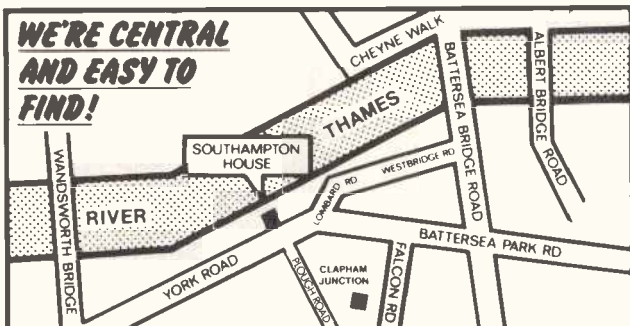 WE'RE CENTRAL
AND EASY TO
FIND!
CHEYNE WALK
BATTERSEA BRIDGE ROAD
ALBERT BRIDGE ROAD
THAMES
SOUTHAMPTON
HOUSE
WANDSWORTH BRIDGE
RIVER
LOMBARD RD
WESTBRIDGE RD
YORK ROAD
PLOUGH ROAD
CLAPHAM
JUNCTION
FALCON RD
BATTERSEA PARK RD